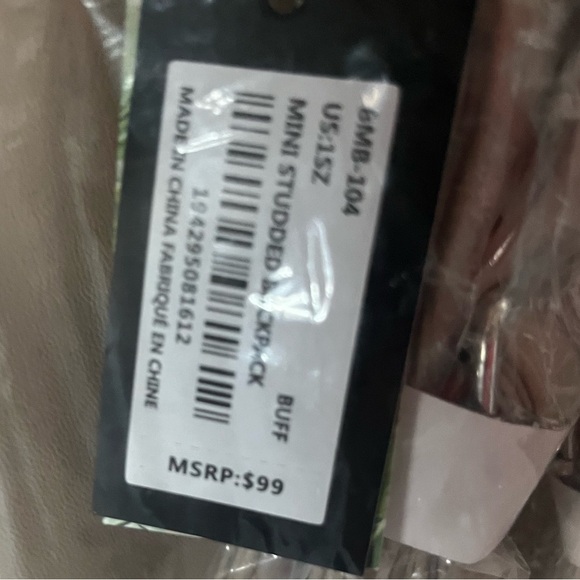 6MB-104
US:1SZ
MINI STUDDED BACKPACK
BUFF
194295081612
MADE IN CHINA FABRIQUÉ EN CHINE
MSRP:$99